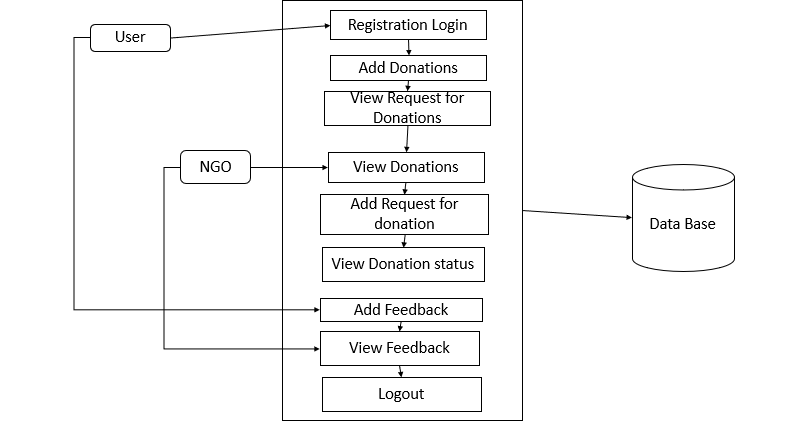 User
Registration Login
Add Donations
View Request for
Donations
NGO
View Donations
Add Request for
donation
View Donation status
Data Base
Add Feedback
View Feedback
Logout